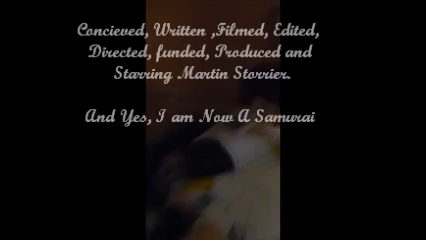 Concieved, Written ,Filmed, Edited,
Directed, funded, Produced and
Starring Martin Storrier.
And Yes, I am Now A Samurai